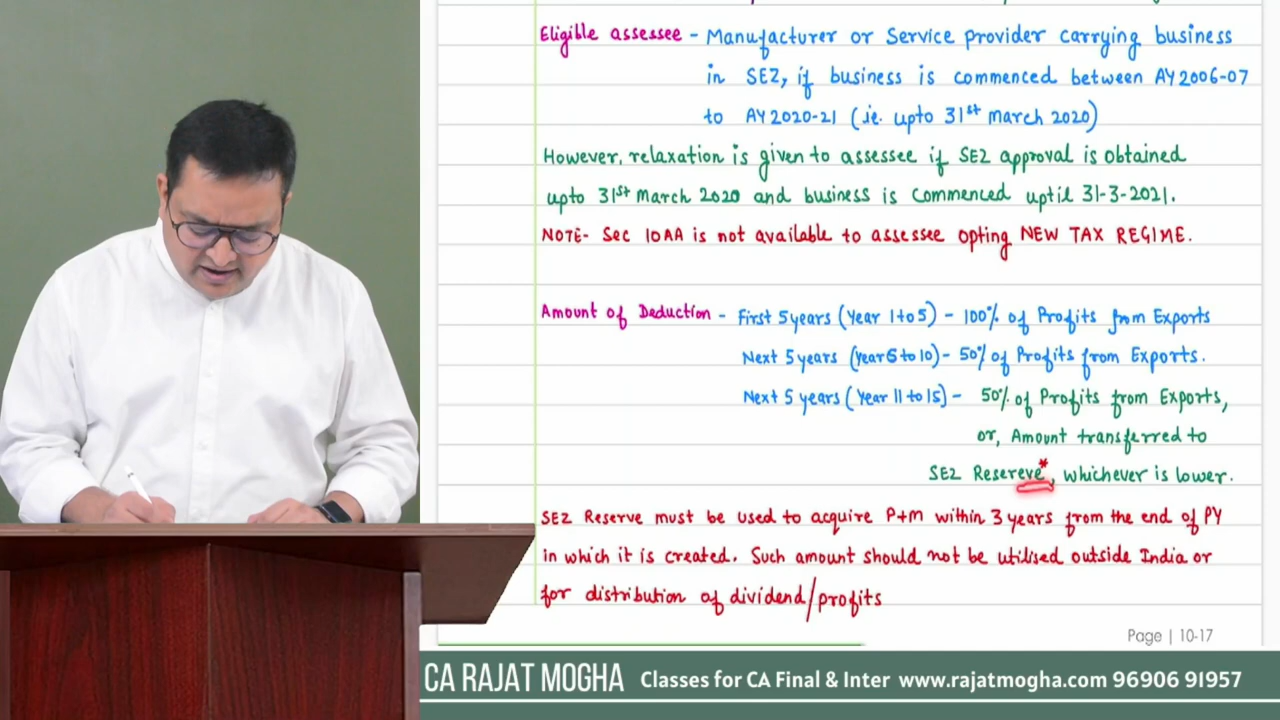 Eligible assessee - Manufacturer or Service provider carrying business
in SEZ, if business is commenced between AY 2006-07
to AY 2020-21 (ie. upto 31st march 2020)
However, relaxation is given to assessee if SEZ approval is obtained
upto 31st March 2020 and business is commenced uptil 31-3-2021.
NOTE- Sec 10AA is not available to assessee opting NEW TAX REGIME.
Amount of Deduction - First 5 years (Year 1 to 5) - 100% of Profits from Exports
Next 5 years (Year 6 to 10) - 50% of Profits from Exports.
Next 5 years (Year 11 to 15) - 50% of Profits from Exports,
or, Amount transferred to
SEZ Resereve*, whichever is lower.
SEZ Reserve must be used to acquire P+M within 3 years from the end of PY
in which it is created. Such amount should not be utilised outside India or
for distribution of dividend/profits
Page | 10-17
CA RAJAT MOGHA Classes for CA Final & Inter www.rajatmogha.com 96906 91957